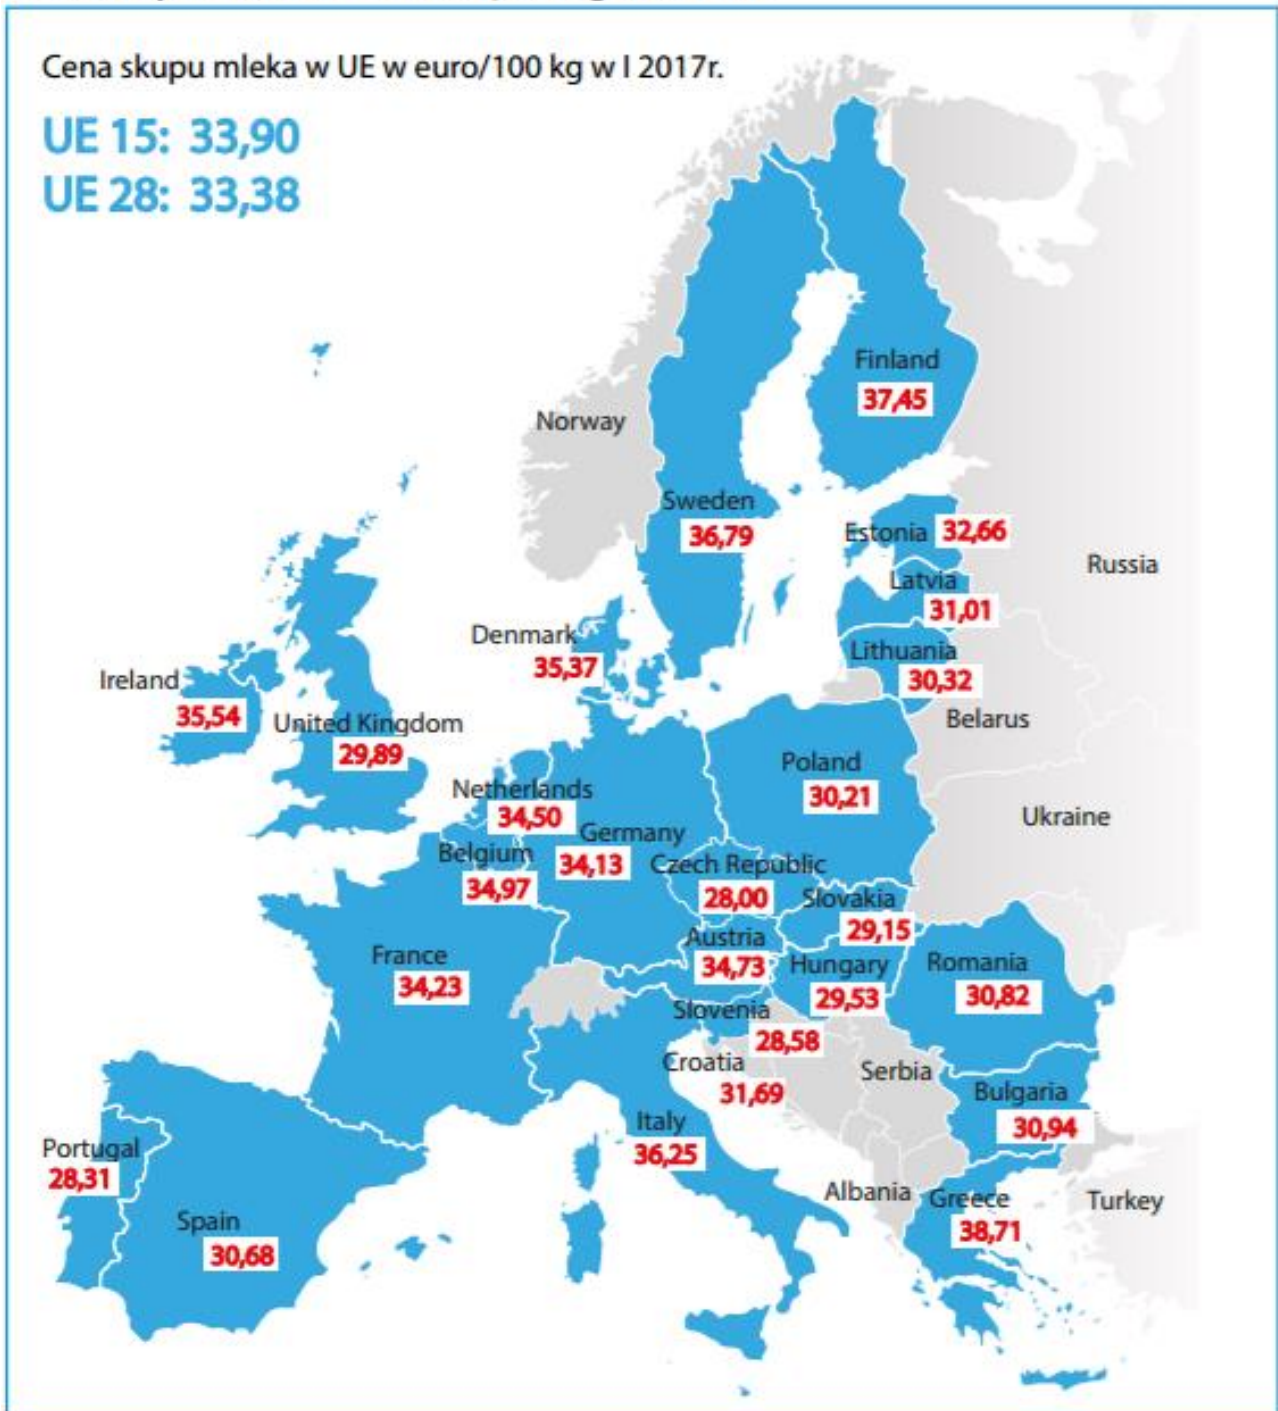 Cena skupu mleka w UE w euro/100 kg w I 2017r.
UE 15: 33,90
UE 28: 33,38
Finland
37,45
Norway
Sweden
36,79
Estonia 32,66
Russia
Latvia
31,01
Denmark
35,37
Lithuania
30,32
Ireland
35,54
United Kingdom
29,89
Belarus
Poland
30,21
Netherlands
34,50
Ukraine
Germany
34,13
Belgium
34,97
Czech Republic
28,00
Slovakia
29,15
Austria
34,73
France
34,23
Hungary
29,53
Romania
30,82
Slovenia
28,58
Croatia
31,69
Serbia
Bulgaria
30,94
Italy
36,25
Portugal
28,31
Albania
Greece
38,71
Turkey
Spain
30,68